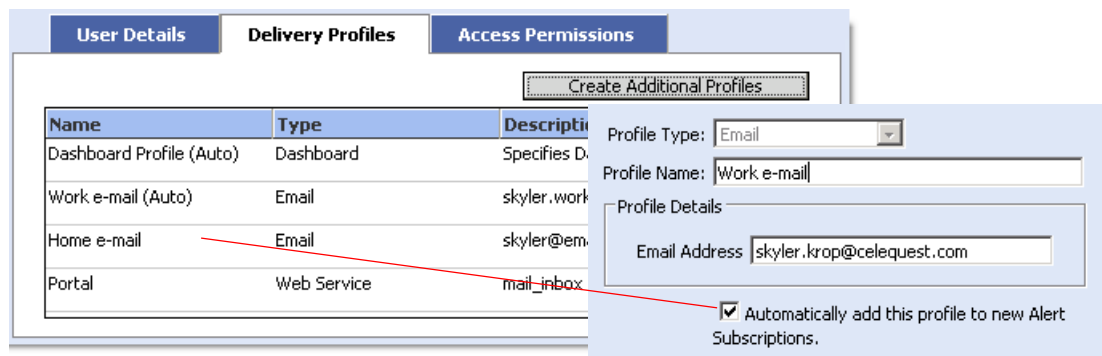 User Details Delivery Profiles Access Permissions
Create Additional Profiles
Name Type
Dashboard Profile (Auto) Dashboard Specifies
Work e-mail (Auto) Email
Home e-mail Email
Portal Web Service mail_inbox
Profile Type: Email
Profile Name: Work e-mail
Profile Details
Email Address skyler.krop@celequest.com
Automatically add this profile to new Alert
Subscriptions.